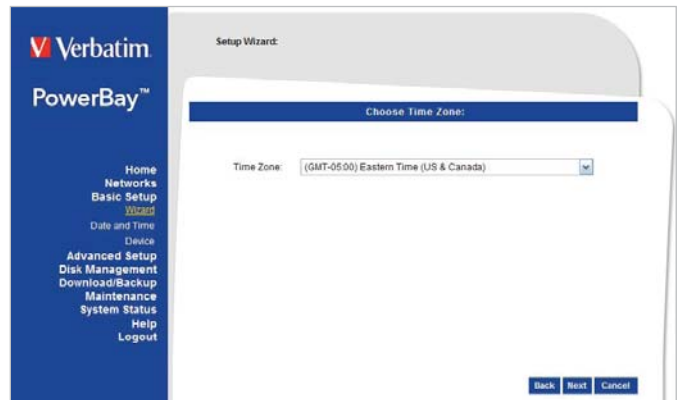 Verbatim.
PowerBay™
Home
Networks
Basic Setup
Wizard
Date and Time
Device
Advanced Setup
Disk Management
Download/Backup
Maintenance
System Status
Help
Logout
Setup Wizard:
Choose Time Zone:
Time Zone: (GMT-05:00) Eastern Time (US & Canada)
Back Next Cancel